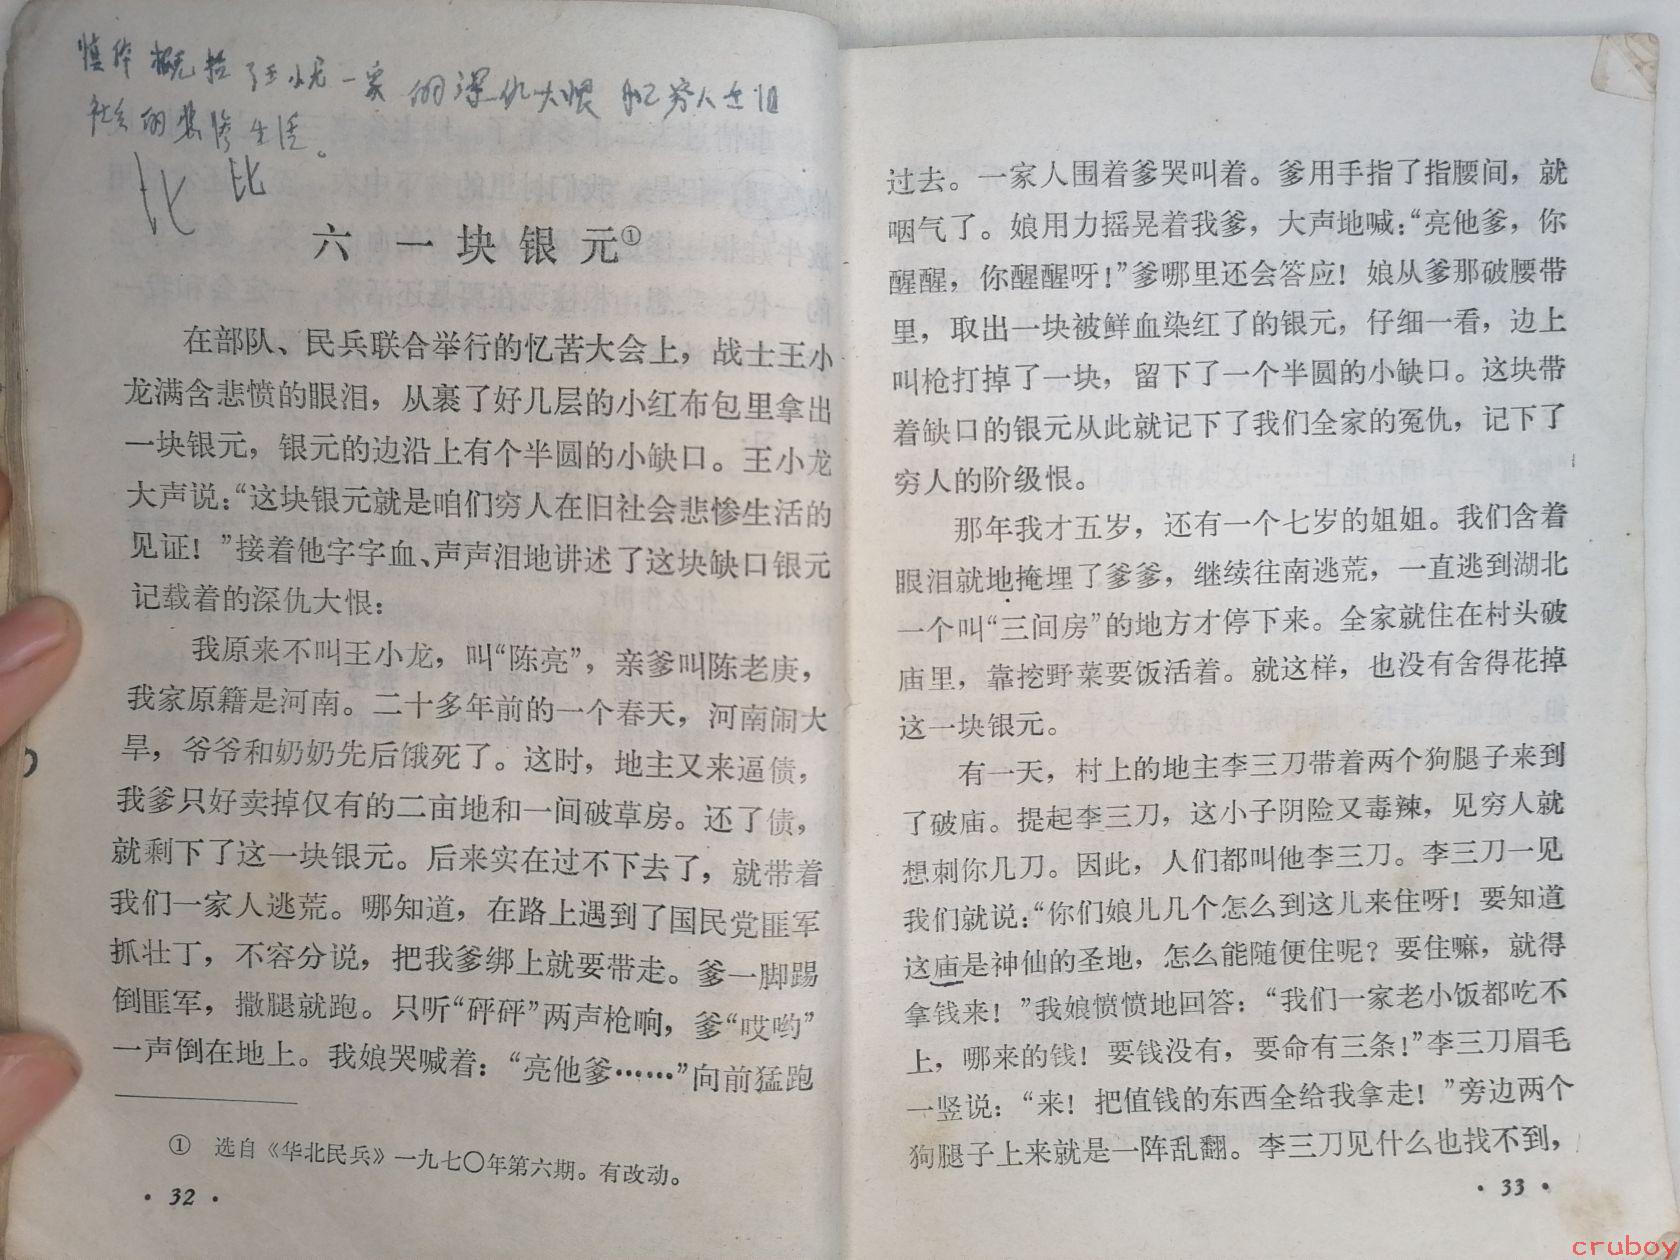 社会的悲惨生活。
比
六 一块银元①
在部队、民兵联合举行的忆苦大会上，战士王小
龙满含悲愤的眼泪，从裹了好几层的小红布包里拿出
一块银元，银元的边沿上有个半圆的小缺口。王小龙
大声说：“这块银元就是咱们穷人在旧社会悲惨生活的
见证！”接着他字字血、声声泪地讲述了这块缺口银元
记载着的深仇大恨：
我原来不叫王小龙，叫“陈亮”，亲爹叫陈老庚，
我家原籍是河南。二十多年前的一个春天，河南闹大
旱，爷爷和奶奶先后饿死了。这时，地主又来逼债，
我爹只好卖掉仅有的二亩地和一间破草房。还了债，
就剩下了这一块银元。后来实在过不下去了，就带着
我们一家人逃荒。哪知道，在路上遇到了国民党匪军
抓壮丁，不容分说，把我爹绑上就要带走。爹一脚踢
倒匪军，撒腿就跑。只听“砰砰”两声枪响，爹“哎哟”
一声倒在地上。我娘哭喊着：“亮他爹……”向前猛跑
① 选自《华北民兵》一九七〇年第六期。有改动。
· 32 ·
过去。一家人围着爹哭叫着。爹用手指了指腰间，就
咽气了。娘用力摇晃着我爹，大声地喊：“亮他爹，你
醒醒，你醒醒呀！”爹哪里还会答应！娘从爹那破腰带
里，取出一块被鲜血染红了的银元，仔细一看，边上
叫枪打掉了一块，留下了一个半圆的小缺口。这块带
着缺口的银元从此就记下了我们全家的冤仇，记下了
穷人的阶级恨。
那年我才五岁，还有一个七岁的姐姐。我们含着
眼泪就地掩埋了爹爹，继续往南逃荒，一直逃到湖北
一个叫“三间房”的地方才停下来。全家就住在村头破
庙里，靠挖野菜要饭活着。就这样，也没有舍得花掉
这一块银元。
有一天，村上的地主李三刀带着两个狗腿子来到
了破庙。提起李三刀，这小子阴险又毒辣，见穷人就
想刺你几刀。因此，人们都叫他李三刀。李三刀一见
我们就说：“你们娘儿几个怎么到这儿来住呀！要知道
这庙是神仙的圣地，怎么能随便住呢？要住嘛，就得
拿钱来！”我娘愤愤地回答：“我们一家老小饭都吃不
上，哪来的钱！要钱没有，要命有三条！”李三刀眉毛
一竖说：“来！把值钱的东西全给我拿走！”旁边两个
狗腿子上来就是一阵乱翻。李三刀见什么也找不到，
· 33 ·
cruboy